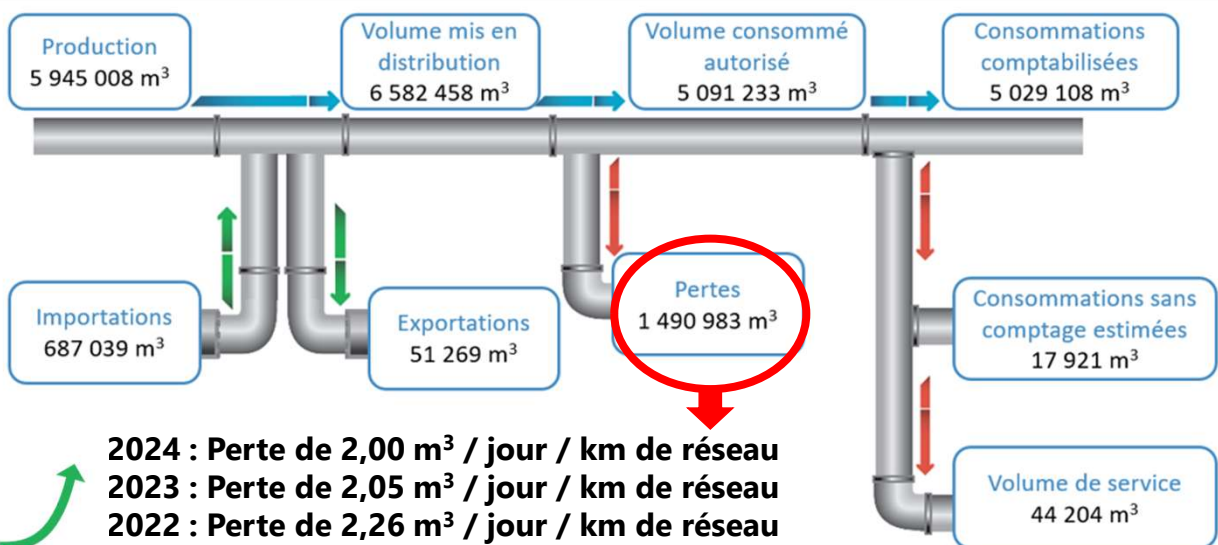 Production
5 945 008 m³
Volume mis en
distribution
6 582 458 m³
Volume consommé
autorisé
5 091 233 m³
Consommations
comptabilisées
5 029 108 m³
Importations
687 039 m³
Exportations
51 269 m³
Pertes
1 490 983 m³
Consommations sans
comptage estimées
17 921 m³
Volume de service
44 204 m³
2024 : Perte de 2,00 m³ / jour / km de réseau
2023 : Perte de 2,05 m³ / jour / km de réseau
2022 : Perte de 2,26 m³ / jour / km de réseau